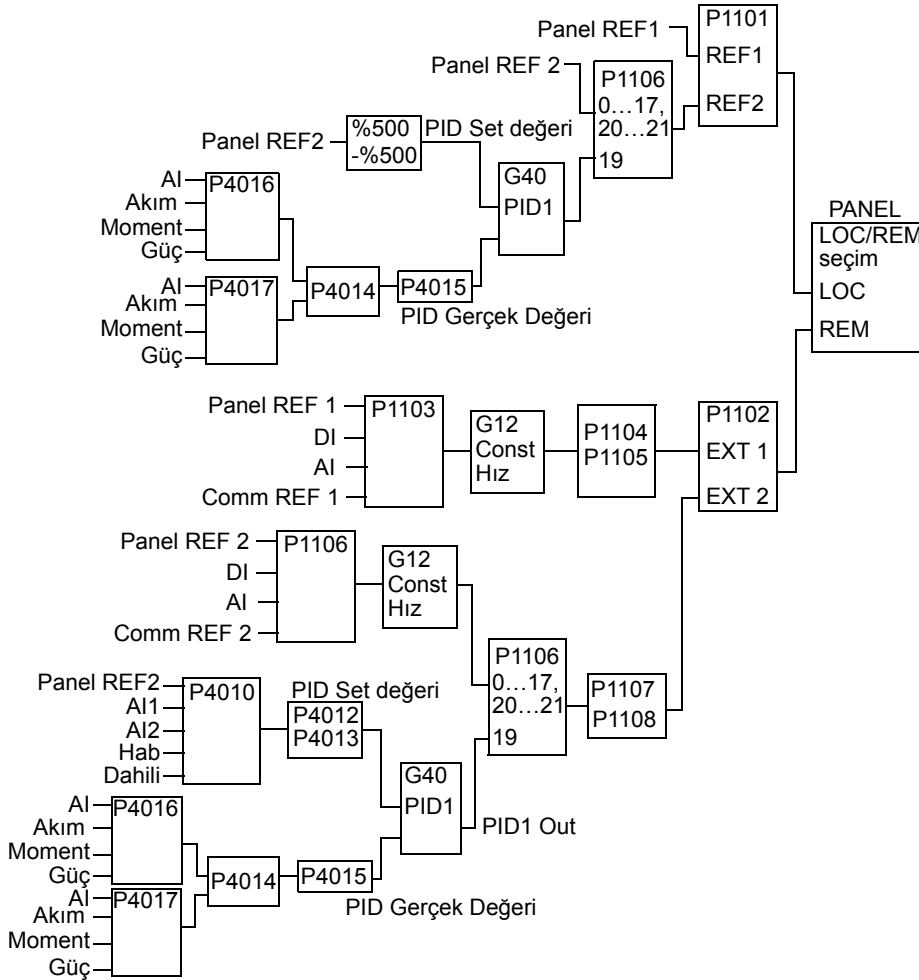 Panel REF1
P1101
REF1
REF2
Panel REF 2
P1106
0…17,
20…21
19
Panel REF2
%500
-%500
PID Set değeri
G40
PID1
AI
Akım
Moment
Güç
P4016
AI
Akım
Moment
Güç
P4017
P4014
P4015
PID Gerçek Değeri
PANEL
LOC/REM
seçim
LOC
REM
Panel REF 1
DI
AI
Comm REF 1
P1103
G12
Const
Hız
P1104
P1105
P1102
EXT 1
EXT 2
Panel REF 2
DI
AI
Comm REF 2
P1106
G12
Const
Hız
P1106
0…17,
20…21
19
P1107
P1108
Panel REF2
AI1
AI2
Hab
Dahili
P4010
PID Set değeri
P4012
P4013
G40
PID1
PID1 Out
AI
Akım
Moment
Güç
P4016
AI
Akım
Moment
Güç
P4017
P4014
P4015
PID Gerçek Değeri